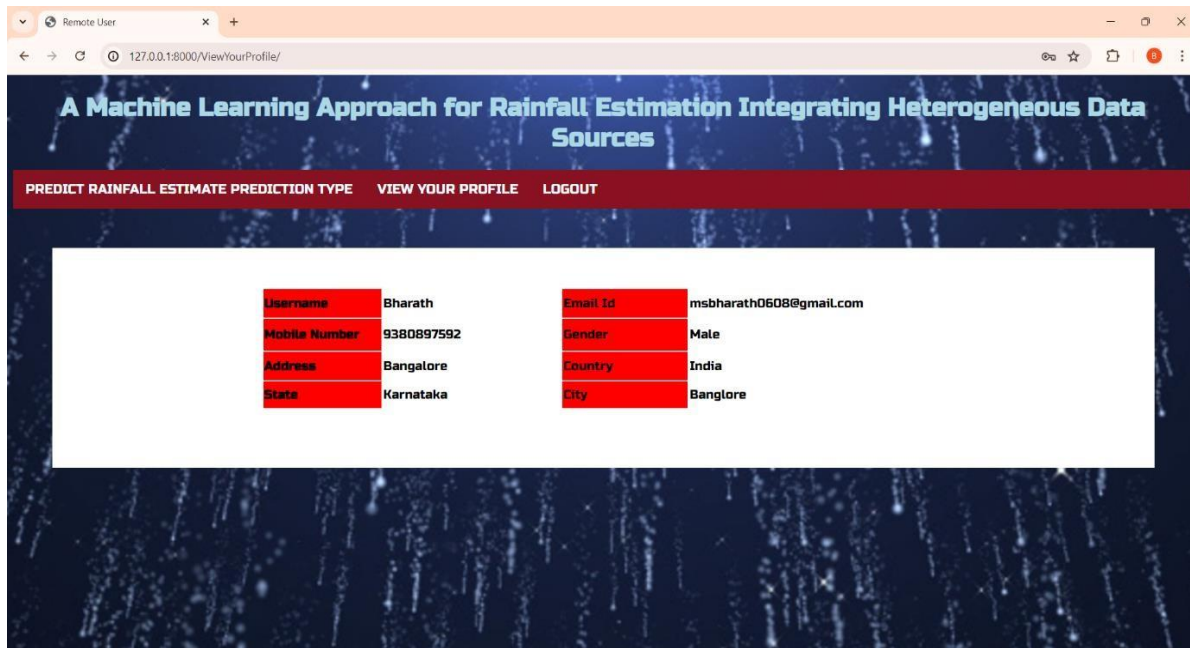 Remote User
127.0.0.1:8000/ViewYourProfile/
B
A Machine Learning Approach for Rainfall Estimation Integrating Heterogeneous Data
Sources
PREDICT RAINFALL ESTIMATE PREDICTION TYPE VIEW YOUR PROFILE LOGOUT
Username Bharath Email Id msbharath0608@gmail.com
Mobile Number 9380897592 Gender Male
Address Bangalore Country India
State Karnataka City Banglore